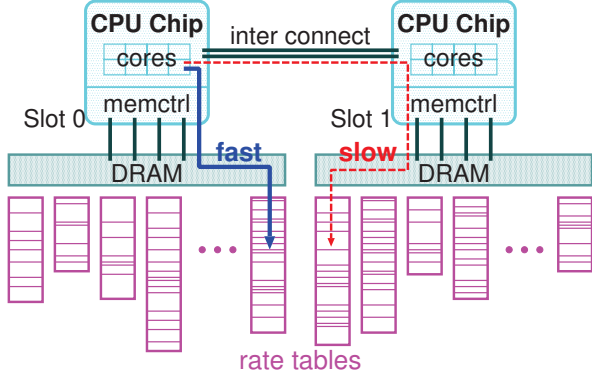 CPU Chip
cores
memctrl
Slot 0
inter connect
CPU Chip
cores
memctrl
Slot 1
fast
slow
DRAM
DRAM
rate tables